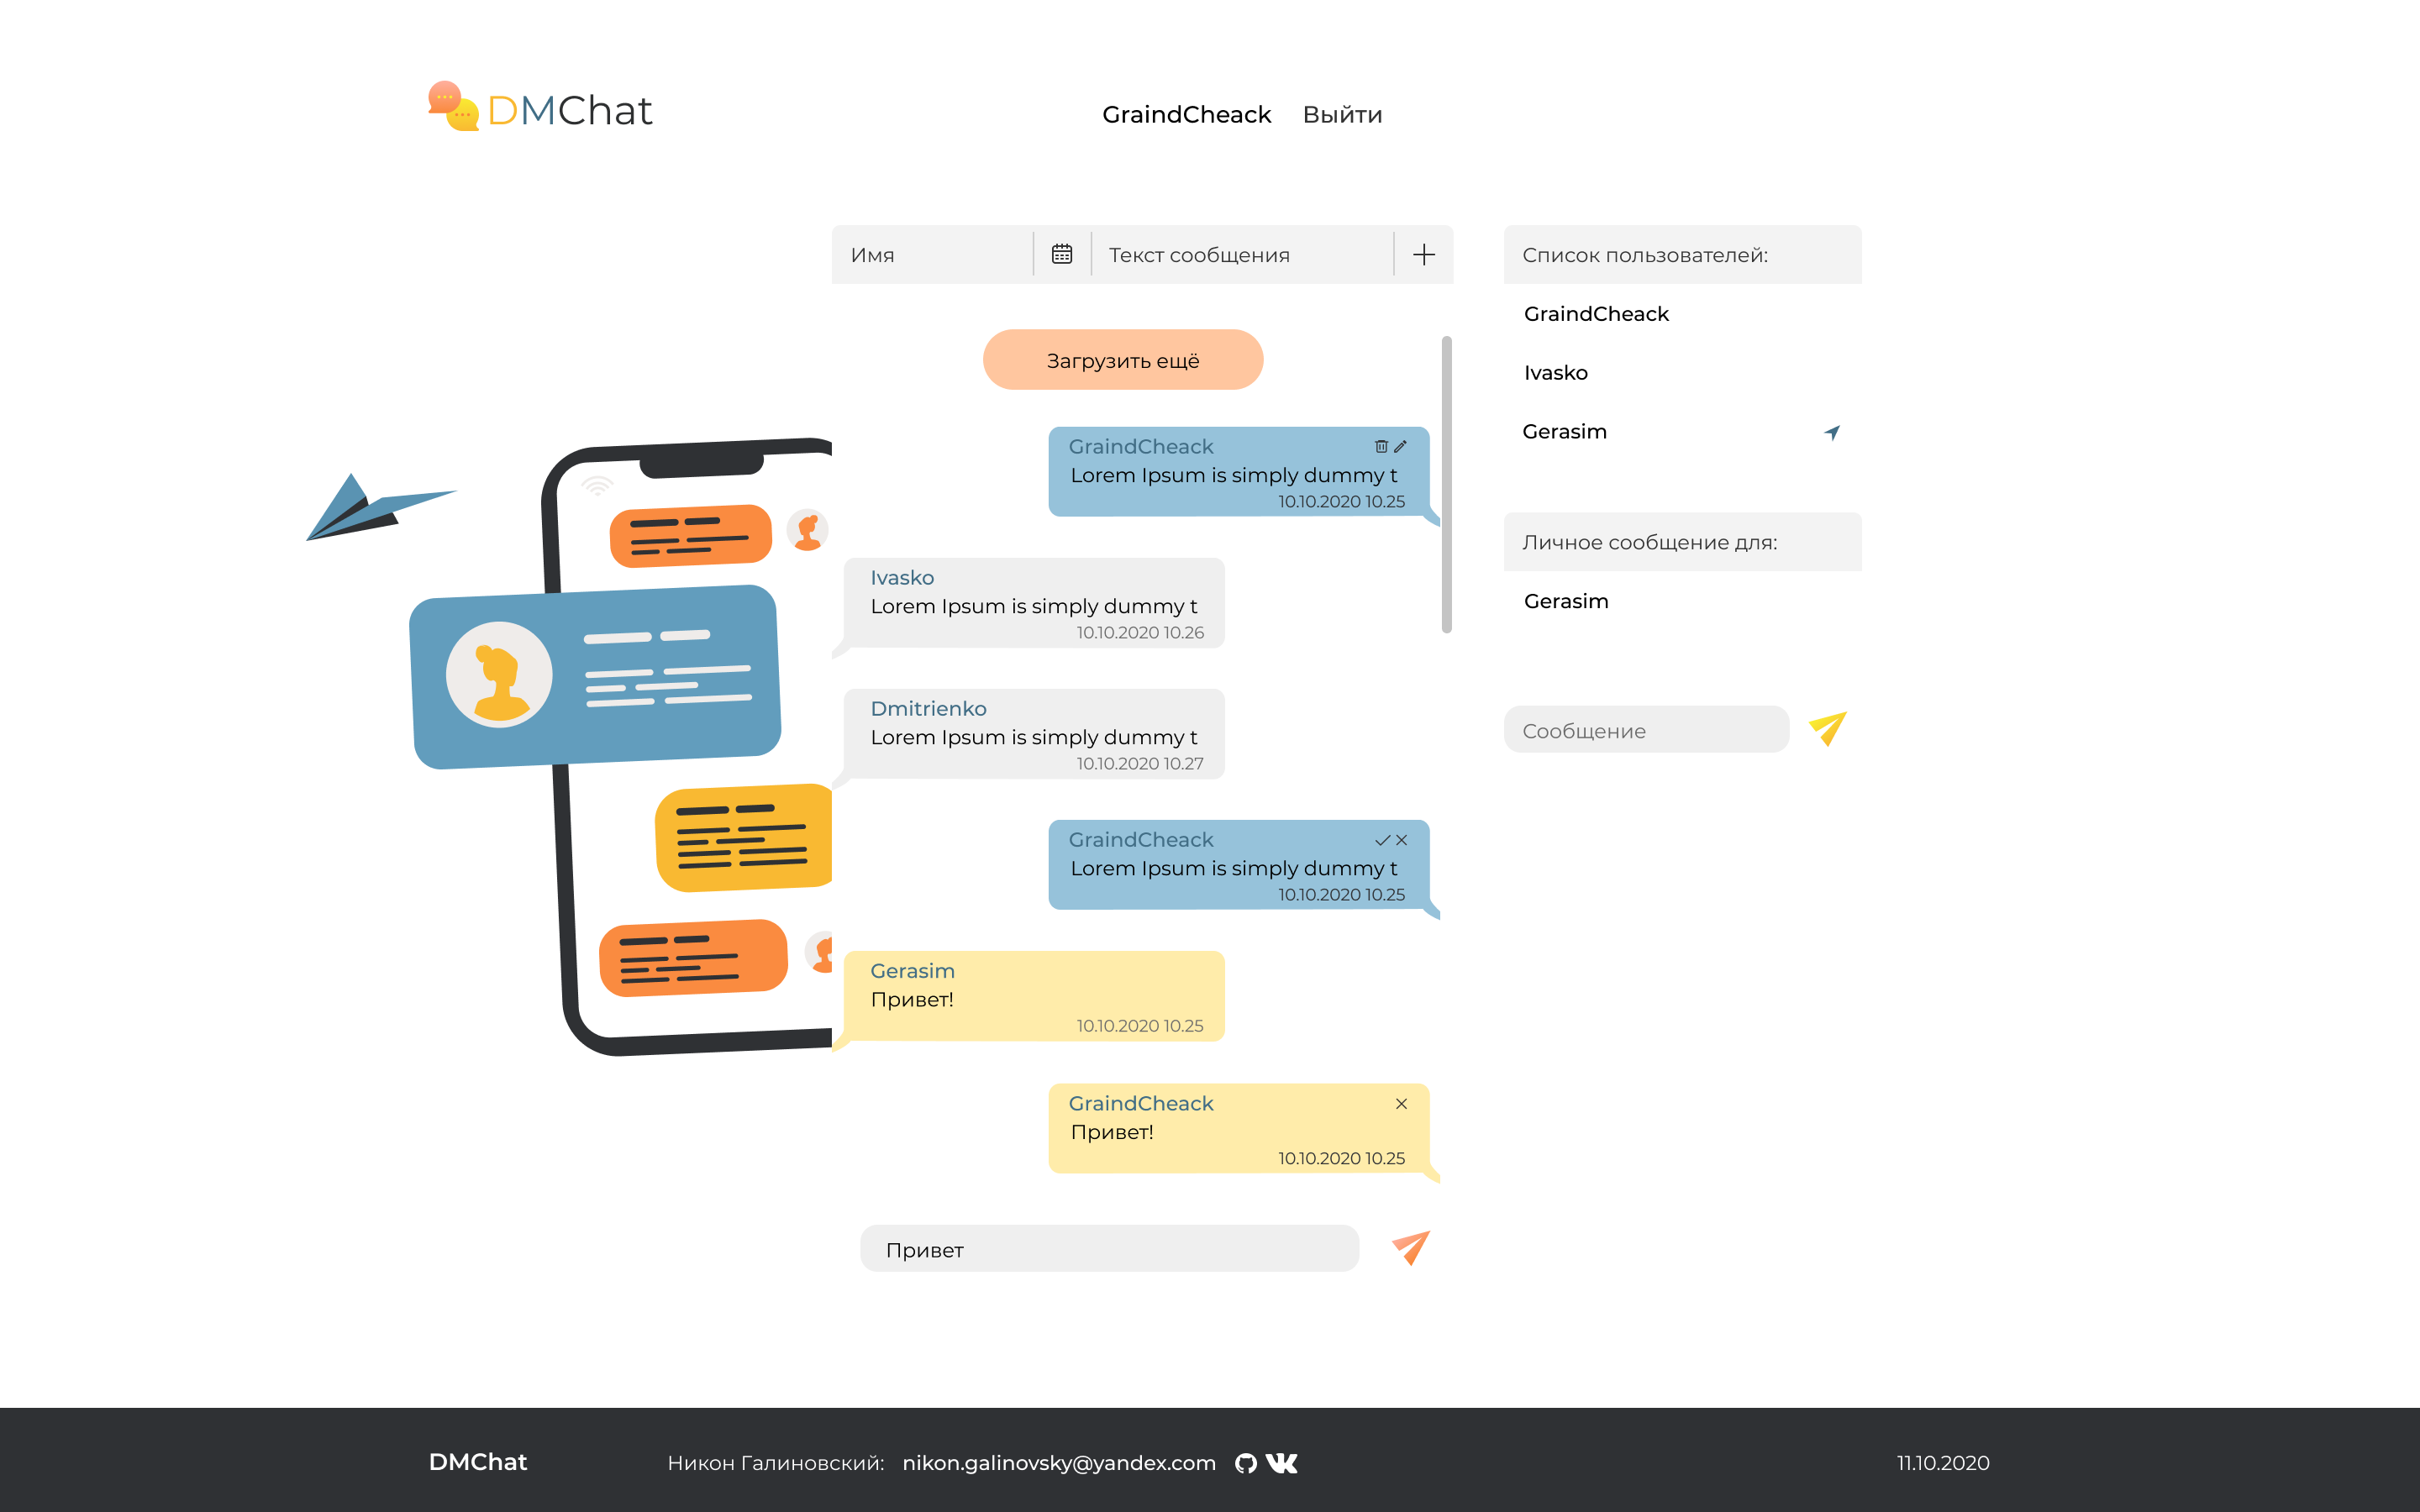 DMChat
GraindCheack Выйти
Имя Текст сообщения
Загрузить ещё
GraindCheack
Lorem Ipsum is simply dummy t
10.10.2020 10.25
Ivasko
Lorem Ipsum is simply dummy t
10.10.2020 10.26
Dmitrienko
Lorem Ipsum is simply dummy t
10.10.2020 10.27
GraindCheack
Lorem Ipsum is simply dummy t
10.10.2020 10.25
Gerasim
Привет!
10.10.2020 10.25
GraindCheack
Привет!
10.10.2020 10.25
Привет
Список пользователей:
GraindCheack
Ivasko
Gerasim
Личное сообщение для:
Gerasim
Сообщение
DMChat
Никон Галиновский: nikon.galinovsky@yandex.com
11.10.2020